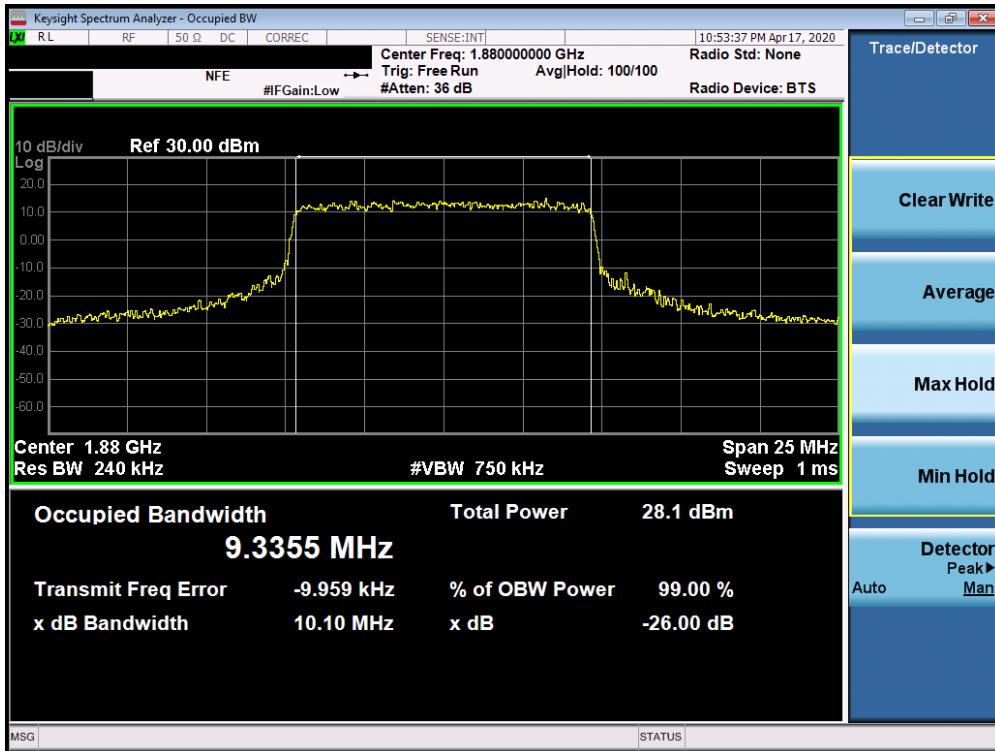 Keysight Spectrum Analyzer - Occupied BW
LXI RL RF 50 Ω DC CORREC SENSE:INT 10:53:37 PM Apr 17, 2020
Center Freq: 1.880000000 GHz Radio Std: None
NFE Trig: Free Run Avg|Hold: 100/100
#IFGain:Low #Atten: 36 dB Radio Device: BTS
Trace/Detector
10 dB/div Ref 30.00 dBm
Log
20.0
10.0
0.00
-10.0
-20.0
-30.0
-40.0
-50.0
-60.0
Center 1.88 GHz Span 25 MHz
Res BW 240 kHz #VBW 750 kHz Sweep 1 ms
Occupied Bandwidth Total Power 28.1 dBm
9.3355 MHz
Transmit Freq Error -9.959 kHz % of OBW Power 99.00 %
x dB Bandwidth 10.10 MHz x dB -26.00 dB
Clear Write
Average
Max Hold
Min Hold
Detector
Peak
Auto Man
MSG STATUS